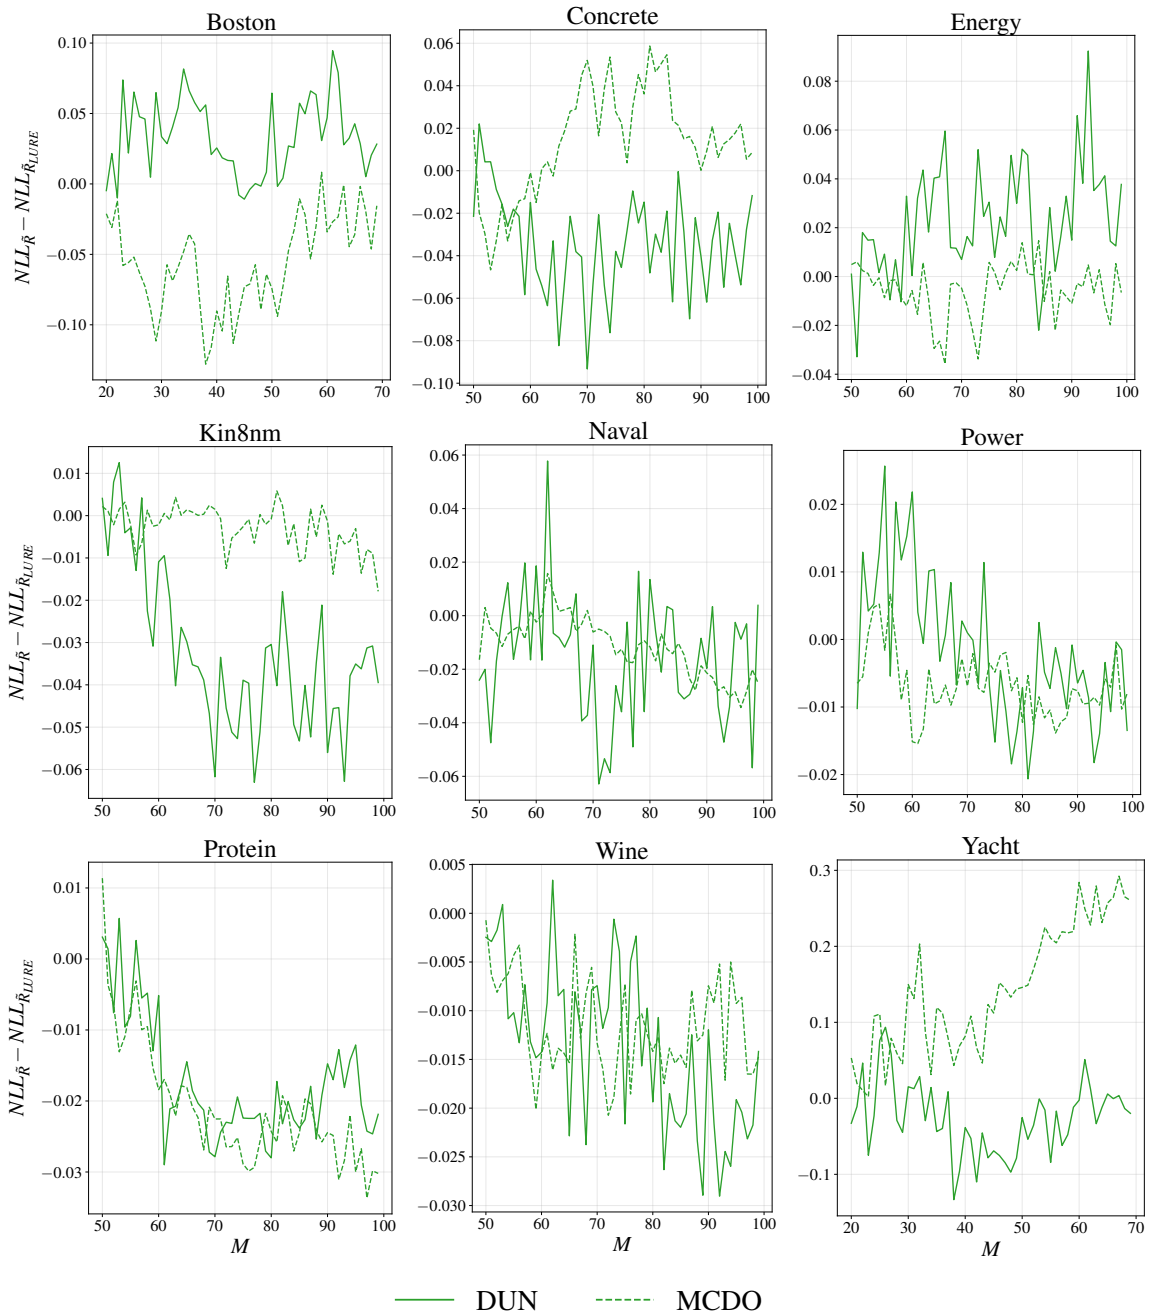 Boston
Concrete
Energy
0.10
0.05
0.00
−0.05
−0.10
20 30 40 50 60 70
0.06
0.04
0.02
0.00
−0.02
−0.04
−0.06
−0.08
−0.10
50 60 70 80 90 100
0.08
0.06
0.04
0.02
0.00
−0.02
−0.04
50 60 70 80 90 100
NLL_R̃ − NLL_R̃_LURE
Kin8nm
Naval
Power
0.01
0.00
−0.01
−0.02
−0.03
−0.04
−0.05
−0.06
50 60 70 80 90 100
0.06
0.04
0.02
0.00
−0.02
−0.04
−0.06
50 60 70 80 90 100
0.02
0.01
0.00
−0.01
−0.02
50 60 70 80 90 100
NLL_R̃ − NLL_R̃_LURE
Protein
Wine
Yacht
0.01
0.00
−0.01
−0.02
−0.03
50 60 70 80 90 100
0.005
0.000
−0.005
−0.010
−0.015
−0.020
−0.025
−0.030
50 60 70 80 90 100
0.3
0.2
0.1
0.0
−0.1
20 30 40 50 60 70
NLL_R̃ − NLL_R̃_LURE
M
M
M
DUN
MCDO